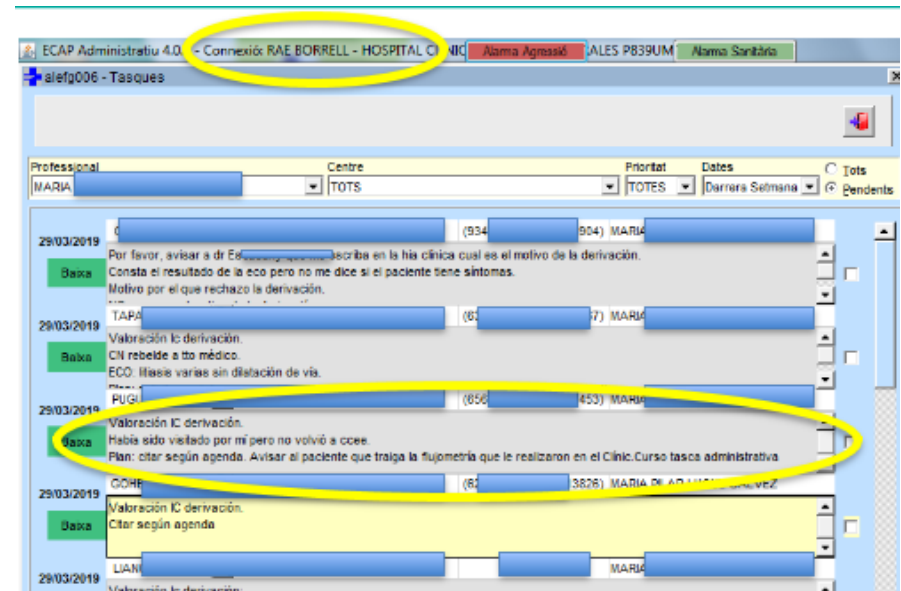 ECAP Administratiu 4.0. - Connexió: RAE BORRELL - HOSPITAL CLINIC Alarma Agressió ALES P839UM Alarma Sanitària
alefg006 - Tasques
Professional Centre Prioritat Dates Tots
MARIA TOTS TOTES Darrera Setmana Pendents
(934 904) MARIA
29/03/2019
Por favor, avisar a dr que escriba en la hia clínica cual es el motivo de la derivación.
Baixa Consta el resultado de la eco pero no me dice si el paciente tiene síntomas.
Motivo por el que rechazo la derivación.
TAPA 7) MARIA
29/03/2019
Valoración Ic derivación.
Baixa CN rebelde a tto médico.
ECO: litiasis varias sin dilatación de vía.
(656 453) MARIA
29/03/2019
Valoración IC derivación.
Baixa Había sido visitado por mí pero no volvió a ccee.
Plan: citar según agenda. Avisar al paciente que traiga la flujometría que le realizaron en el Clínic.Curso tasca administrativa
3826) MARIA
29/03/2019
Valoración IC derivación.
Baixa Citar según agenda
LIAN MARIA
29/03/2019
Valoración Ic derivación: